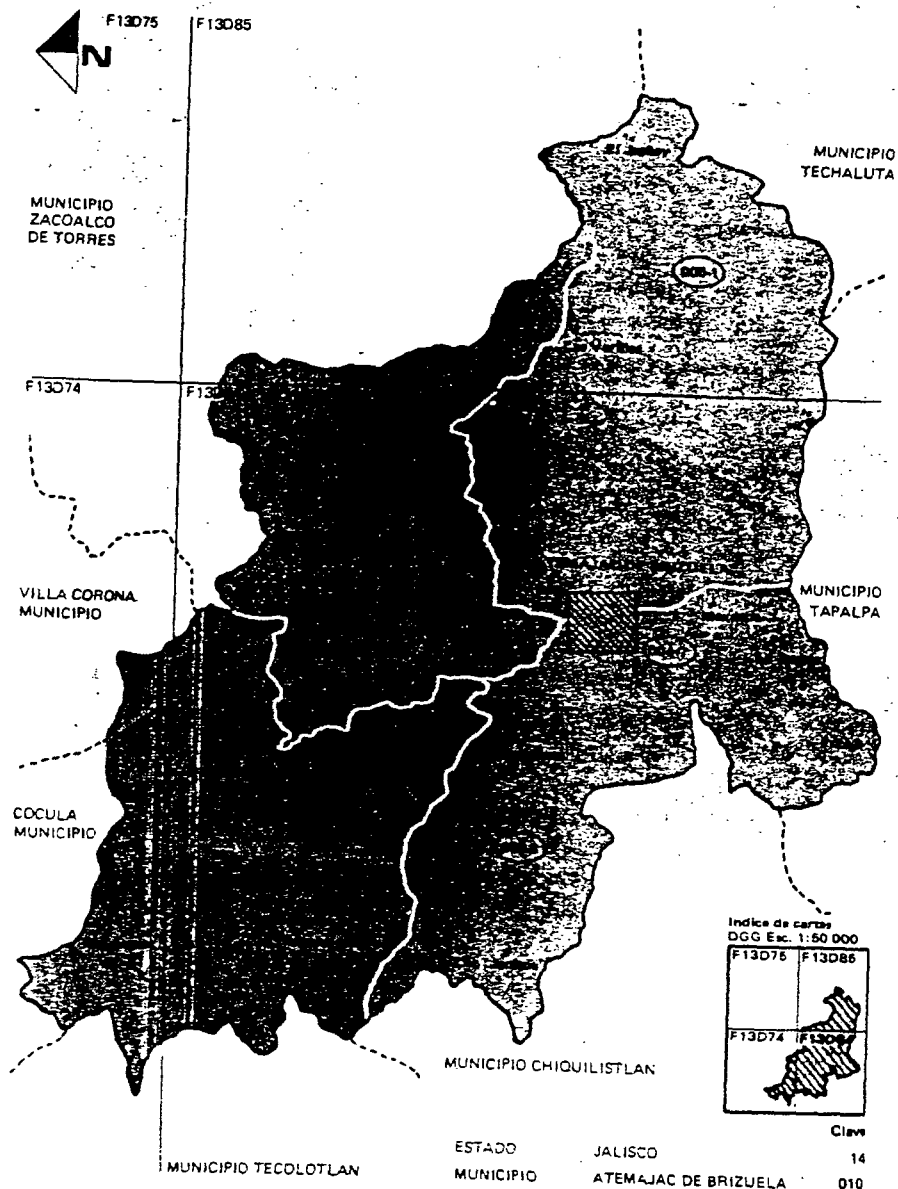 F13D75
F13D85
N
MUNICIPIO
TECHALUTA
MUNICIPIO
ZACOALCO
DE TORRES
F13D74
VILLA CORONA
MUNICIPIO
MUNICIPIO
TAPALPA
COCULA
MUNICIPIO
Indice de cartas
DGG Esc. 1:50 000
F13D75
F13D85
F13D74
MUNICIPIO CHIQUILISTLAN
MUNICIPIO TECOLOTLAN
Clave
ESTADO JALISCO 14
MUNICIPIO ATEMAJAC DE BRIZUELA 010